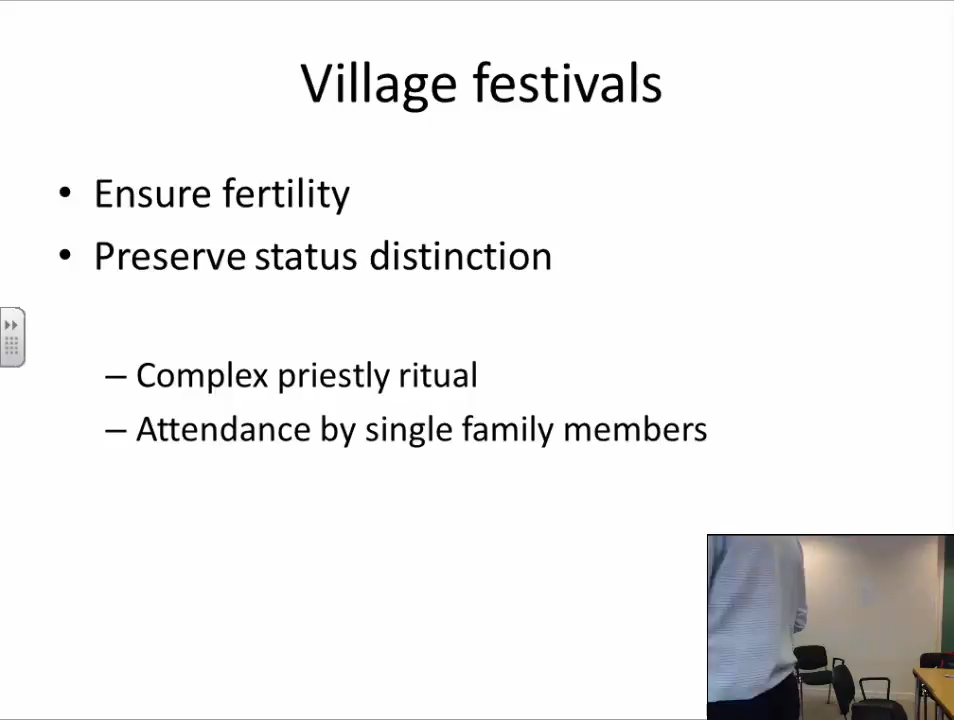 Village festivals
• Ensure fertility
• Preserve status distinction
– Complex priestly ritual
– Attendance by single family members